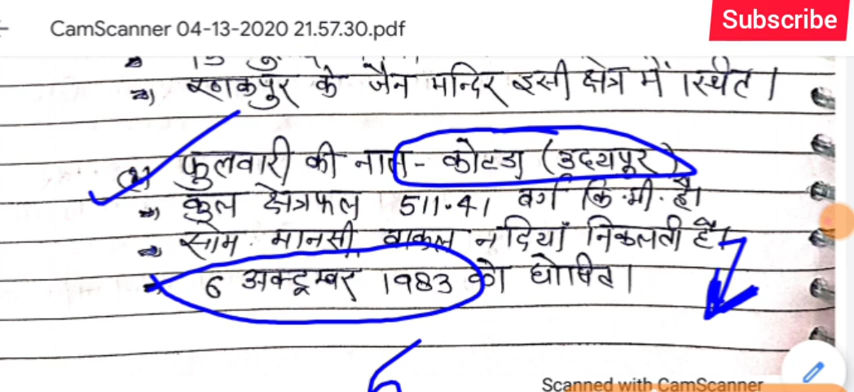 CamScanner 04-13-2020 21.57.30.pdf
Subscribe
रणकपुर के जैन मन्दिर इसी क्षेत्र में स्थित।
फुलवारी की नाल - कोटडा (उदयपुर)
कुल क्षेत्रफल 511.41 वर्ग कि.मी. है।
सोम मानसी वाकल नदियाँ निकलती हैं।
6 अक्टूम्बर 1983 को घोषित।
Scanned with CamScanner